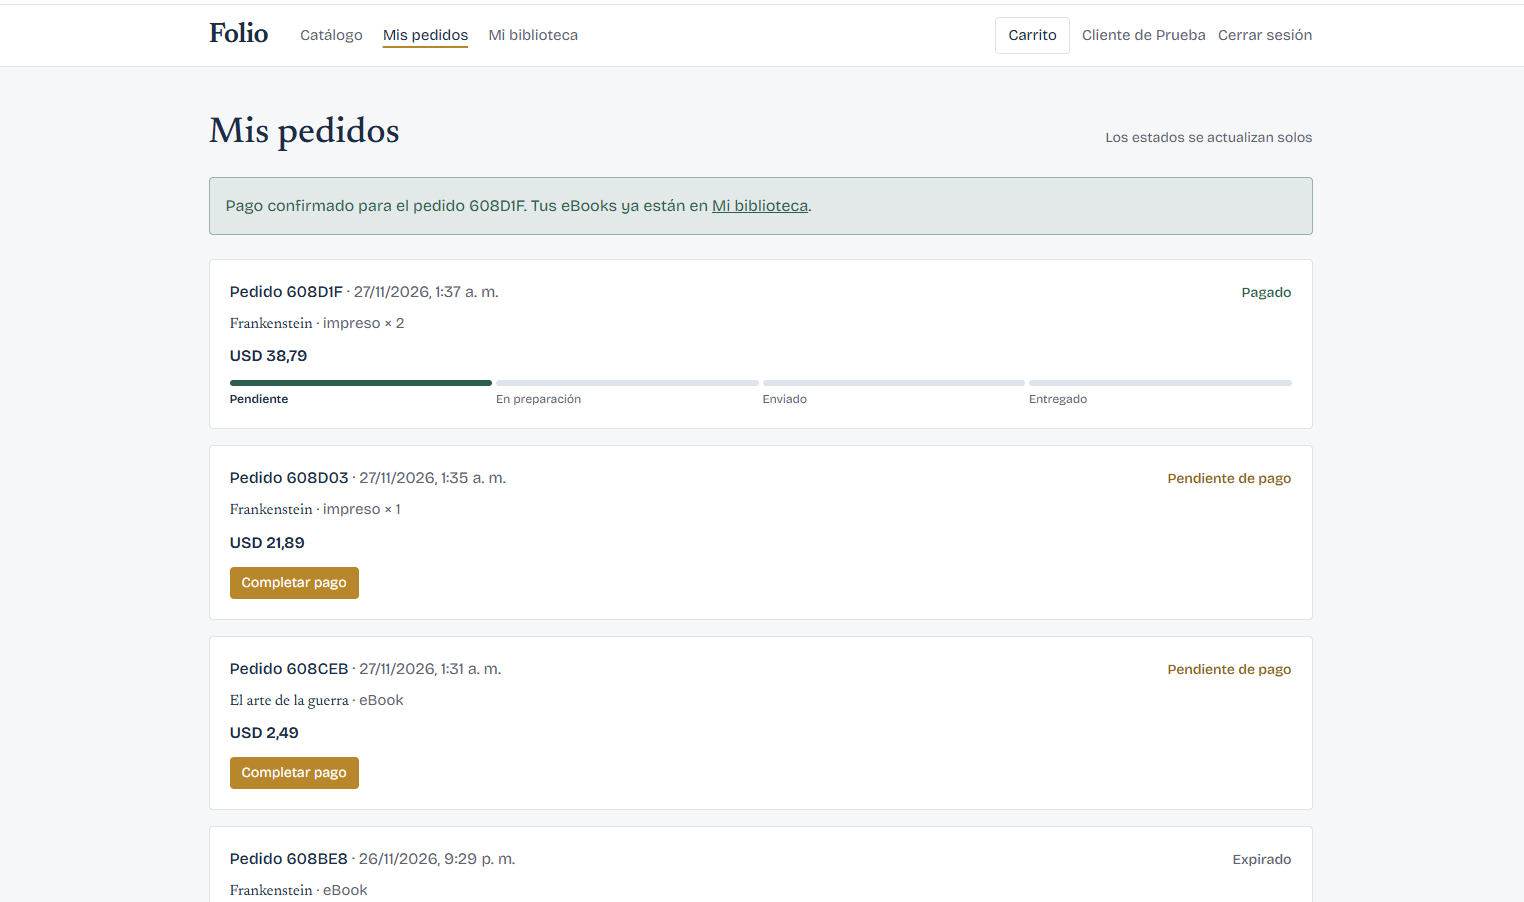 Folio Catálogo Mis pedidos Mi biblioteca Carrito Cliente de Prueba Cerrar sesión
Mis pedidos
Los estados se actualizan solos
Pago confirmado para el pedido 608D1F. Tus eBooks ya están en Mi biblioteca.
Pedido 608D1F · 27/11/2026, 1:37 a. m. Pagado
Frankenstein · impreso × 2
USD 38,79
Pendiente En preparación Enviado Entregado
Pedido 608D03 · 27/11/2026, 1:35 a. m. Pendiente de pago
Frankenstein · impreso × 1
USD 21,89
Completar pago
Pedido 608CEB · 27/11/2026, 1:31 a. m. Pendiente de pago
El arte de la guerra · eBook
USD 2,49
Completar pago
Pedido 608BE8 · 26/11/2026, 9:29 p. m. Expirado
Frankenstein · eBook